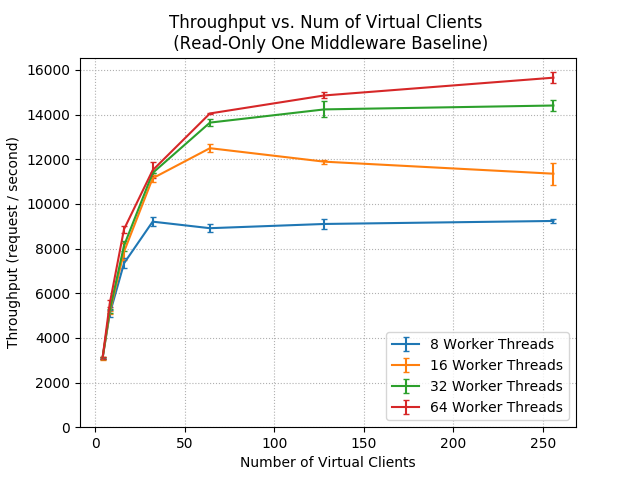 Throughput vs. Num of Virtual Clients
(Read-Only One Middleware Baseline)
16000
14000
12000
10000
8000
6000
4000
2000
0
Throughput (request / second)
8 Worker Threads
16 Worker Threads
32 Worker Threads
64 Worker Threads
0 50 100 150 200 250
Number of Virtual Clients